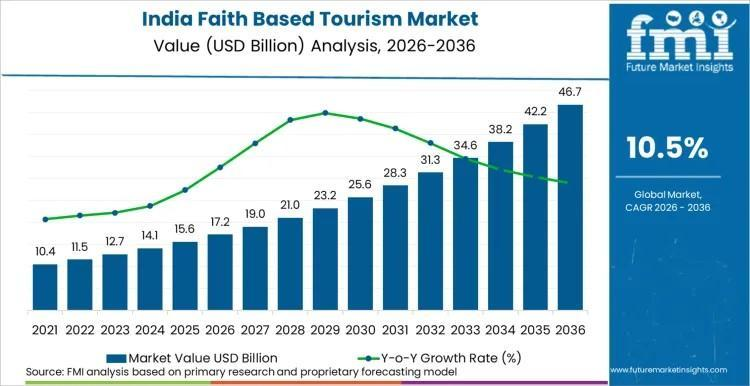 India Faith Based Tourism Market
Value (USD Billion) Analysis, 2026-2036
10.4 11.5 12.7 14.1 15.6 17.2 19.0 21.0 23.2 25.6 28.3 31.3 34.6 38.2 42.2 46.7
2021 2022 2023 2024 2025 2026 2027 2028 2029 2030 2031 2032 2033 2034 2035 2036
Market Value USD Billion Y-o-Y Growth Rate (%)
Source: FMI analysis based on primary research and proprietary forecasting model
fmi
Future Market Insights
10.5%
Global Market,
CAGR 2026 - 2036
www.futuremarketinsights.com